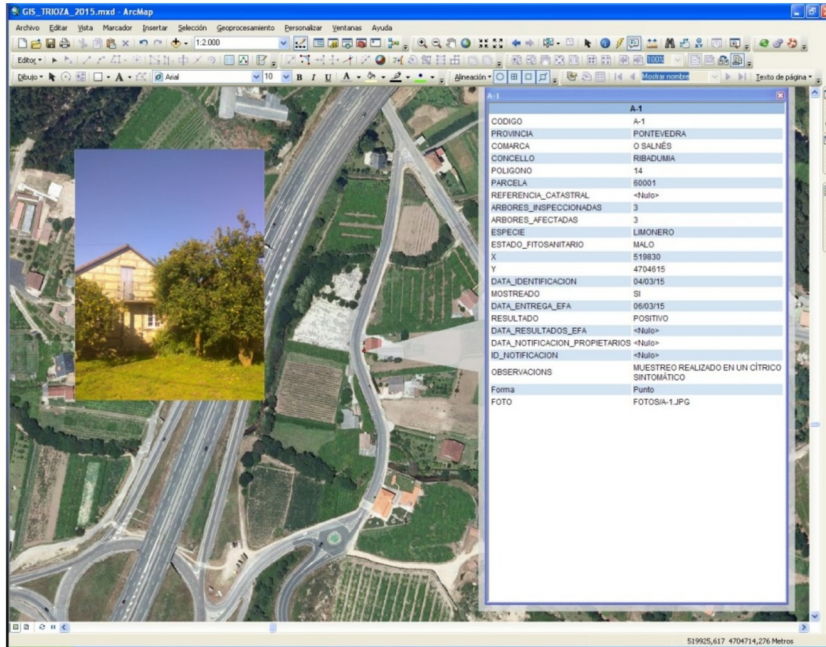 GIS_TRIOZA_2015.mxd - ArcMap
Archivo Editar Vista Marcador Insertar Selección Geoprocesamiento Personalizar Ventanas Ayuda
1:2.000
Editor
100%
Dibujo A Arial 10 B I U A Alineación Mostrar nombre Texto de página
A-1
A-1
CODIGO A-1
PROVINCIA PONTEVEDRA
COMARCA O SALNÉS
CONCELLO RIBADUMIA
POLIGONO 14
PARCELA 60001
REFERENCIA_CATASTRAL <Nulo>
ARBORES_INSPECCIONADAS 3
ARBORES_AFECTADAS 3
ESPECIE LIMONERO
ESTADO_FITOSANITARIO MALO
X 519830
Y 4704615
DATA_IDENTIFICACION 04/03/15
MOSTREADO SI
DATA_ENTREGA_EFA 06/03/15
RESULTADO POSITIVO
DATA_RESULTADOS_EFA <Nulo>
DATA_NOTIFICACION_PROPIETARIOS <Nulo>
ID_NOTIFICACION <Nulo>
OBSERVACIONS MUESTREO REALIZADO EN UN CÍTRICO
SINTOMÁTICO
Forma Punto
FOTO FOTOS/A-1.JPG
519925,617 4704714,276 Metros